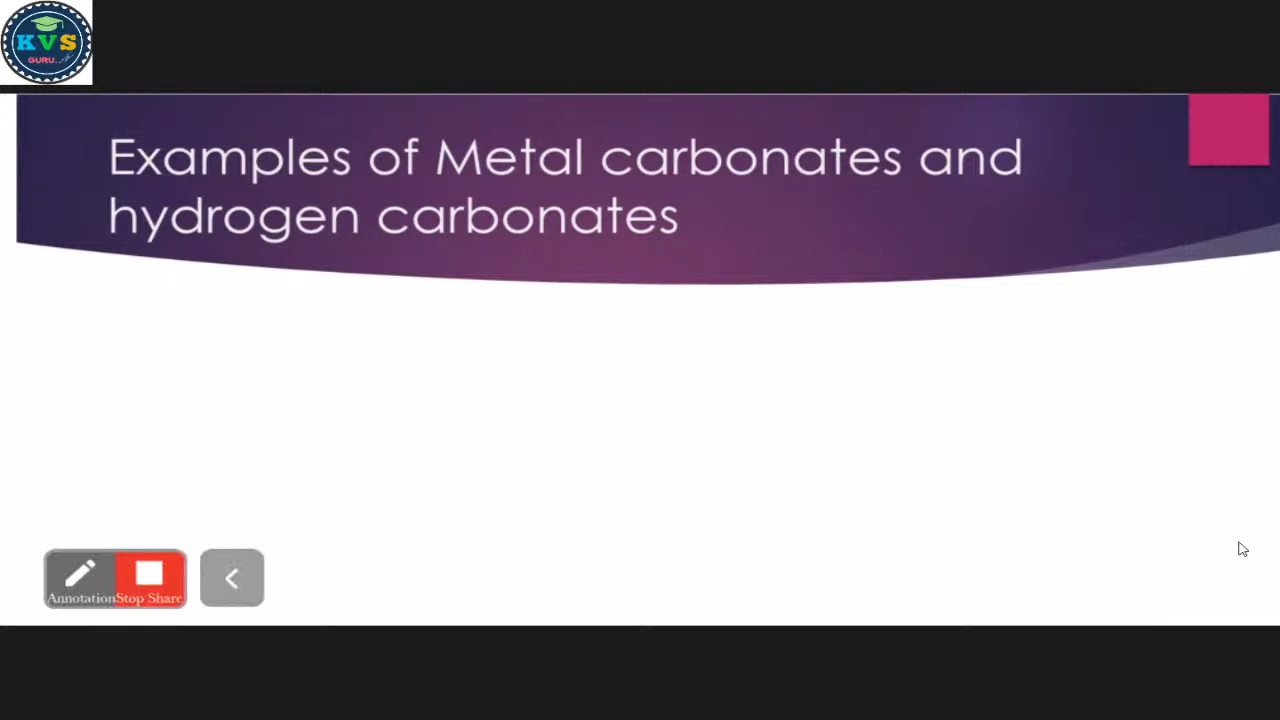 KVS
GURU..
Examples of Metal carbonates and
hydrogen carbonates
Annotation Stop Share